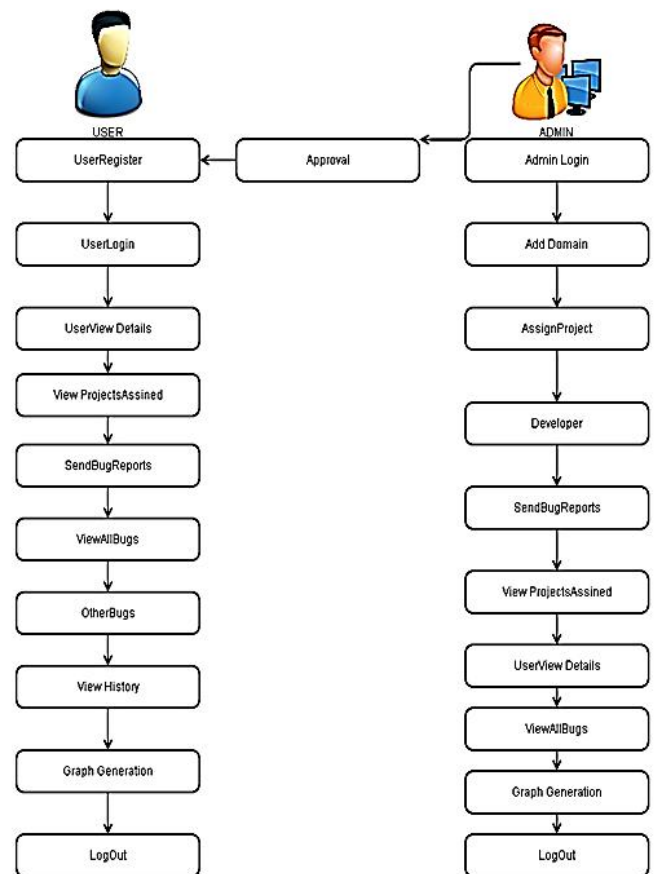 USER
ADMIN
UserRegister
Approval
Admin Login
UserLogin
Add Domain
UserView Details
AssignProject
View ProjectsAssined
Developer
SendBugReports
SendBugReports
ViewAllBugs
View ProjectsAssined
OtherBugs
UserView Details
View History
ViewAllBugs
Graph Generation
Graph Generation
LogOut
LogOut